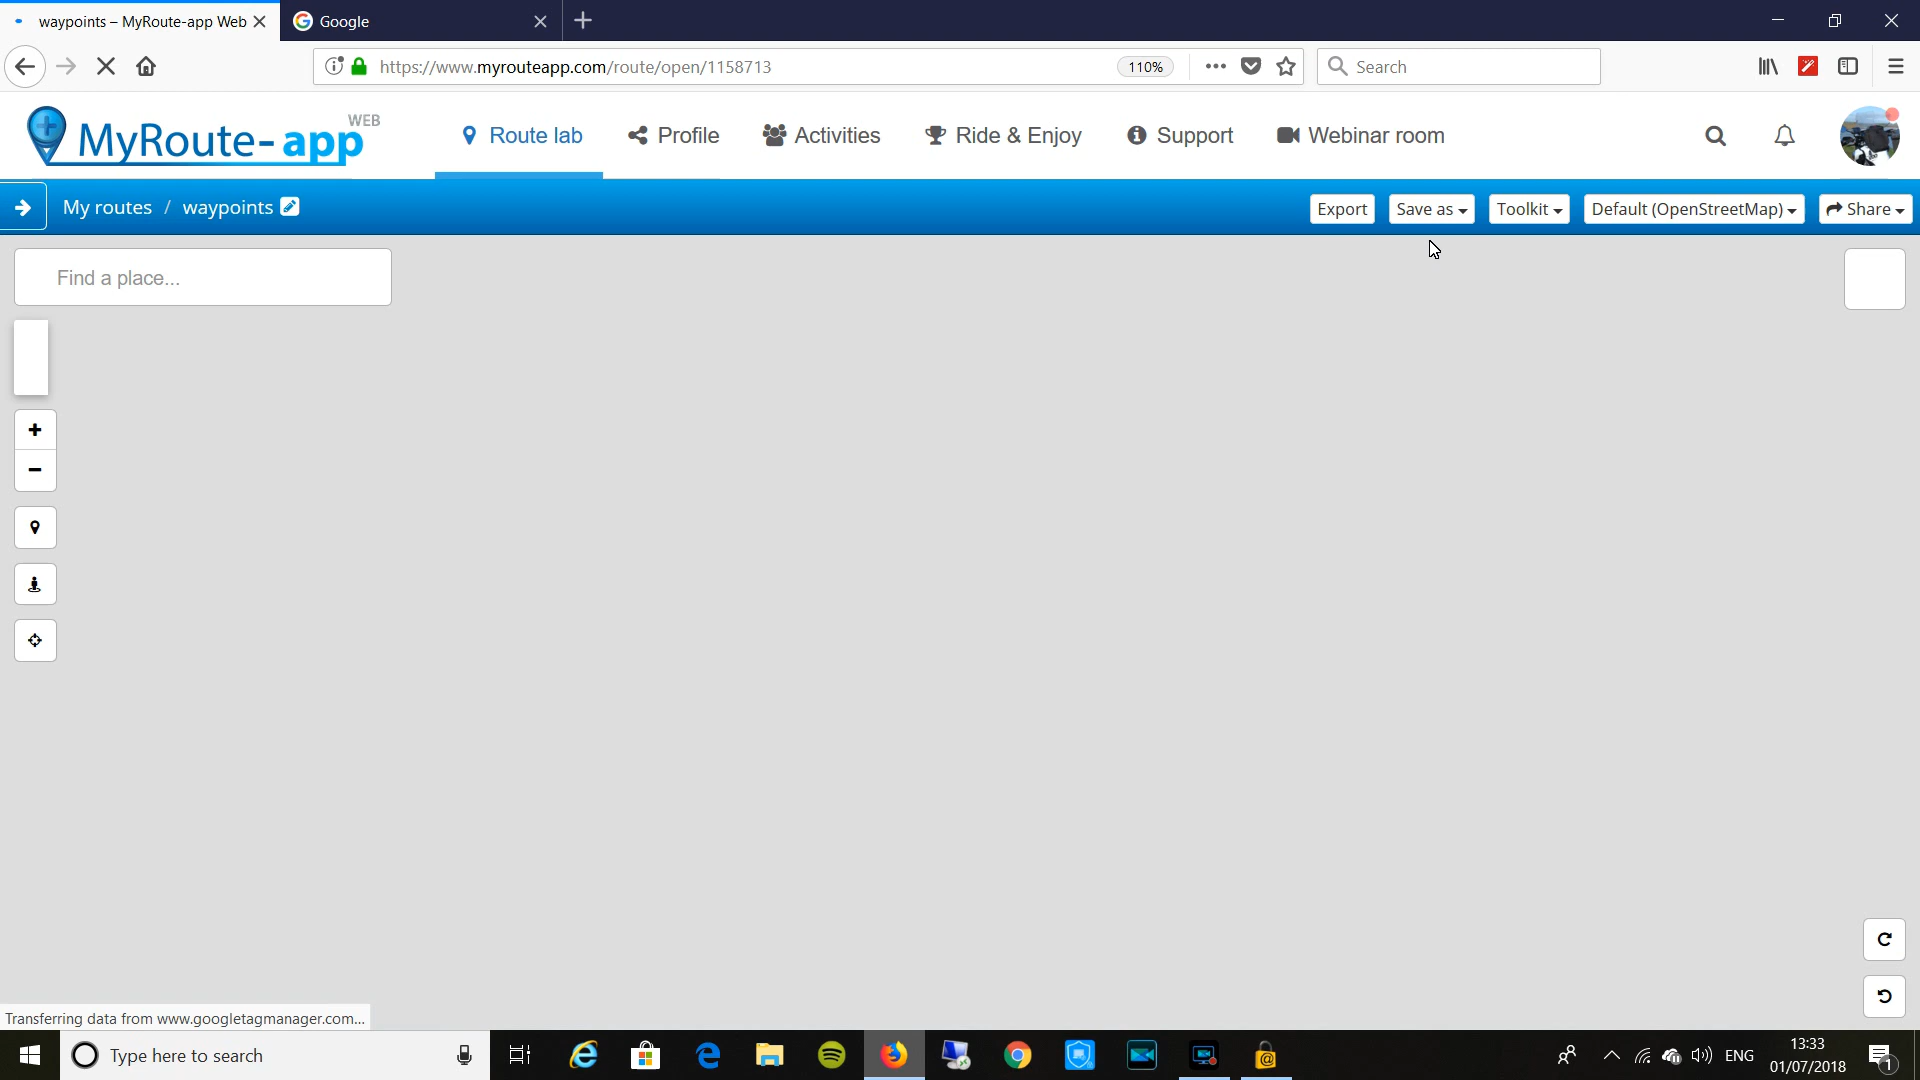 waypoints – MyRoute-app Web
Google
https://www.myrouteapp.com/route/open/1158713
110%
Search
MyRoute-app WEB
Route lab
Profile
Activities
Ride & Enjoy
Support
Webinar room
My routes / waypoints
Export
Save as
Toolkit
Default (OpenStreetMap)
Share
Find a place...
+
−
Transferring data from www.googletagmanager.com...
Type here to search
ENG
13:33
01/07/2018
1